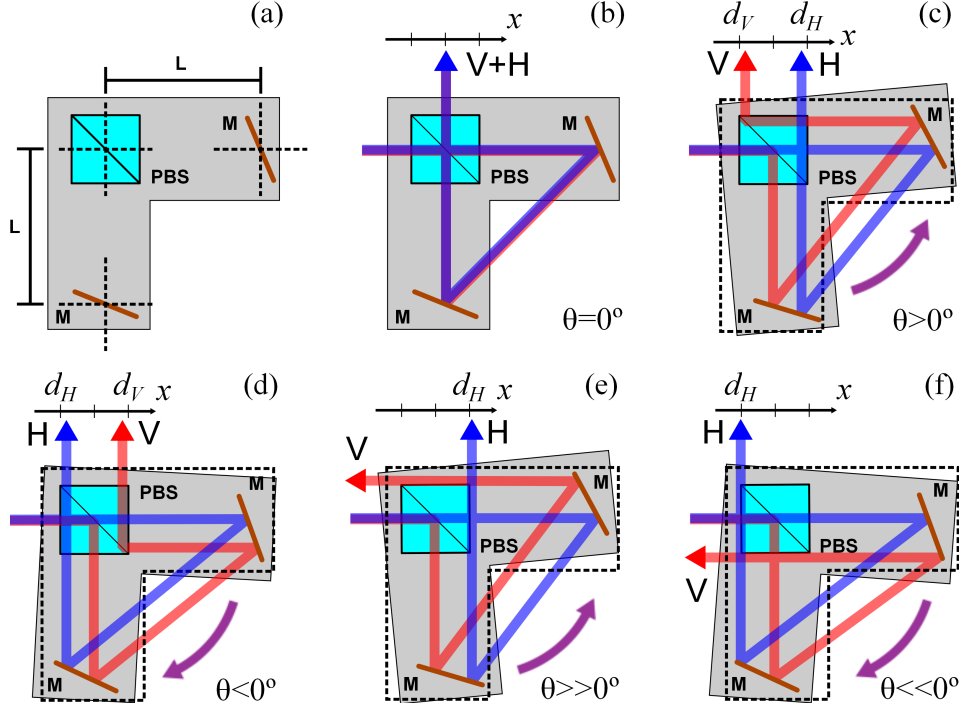 (a)
L
M
PBS
L
M
(b)
x
V+H
M
PBS
M
θ=0º
(c)
d_V d_H x
V H
M
PBS
M
θ>0º
(d)
d_H d_V x
H V
PBS
M
M
θ<0º
(e)
d_H x
V H
M
PBS
M
θ>>0º
(f)
d_H x
H
M
PBS
V
M
θ<<0º